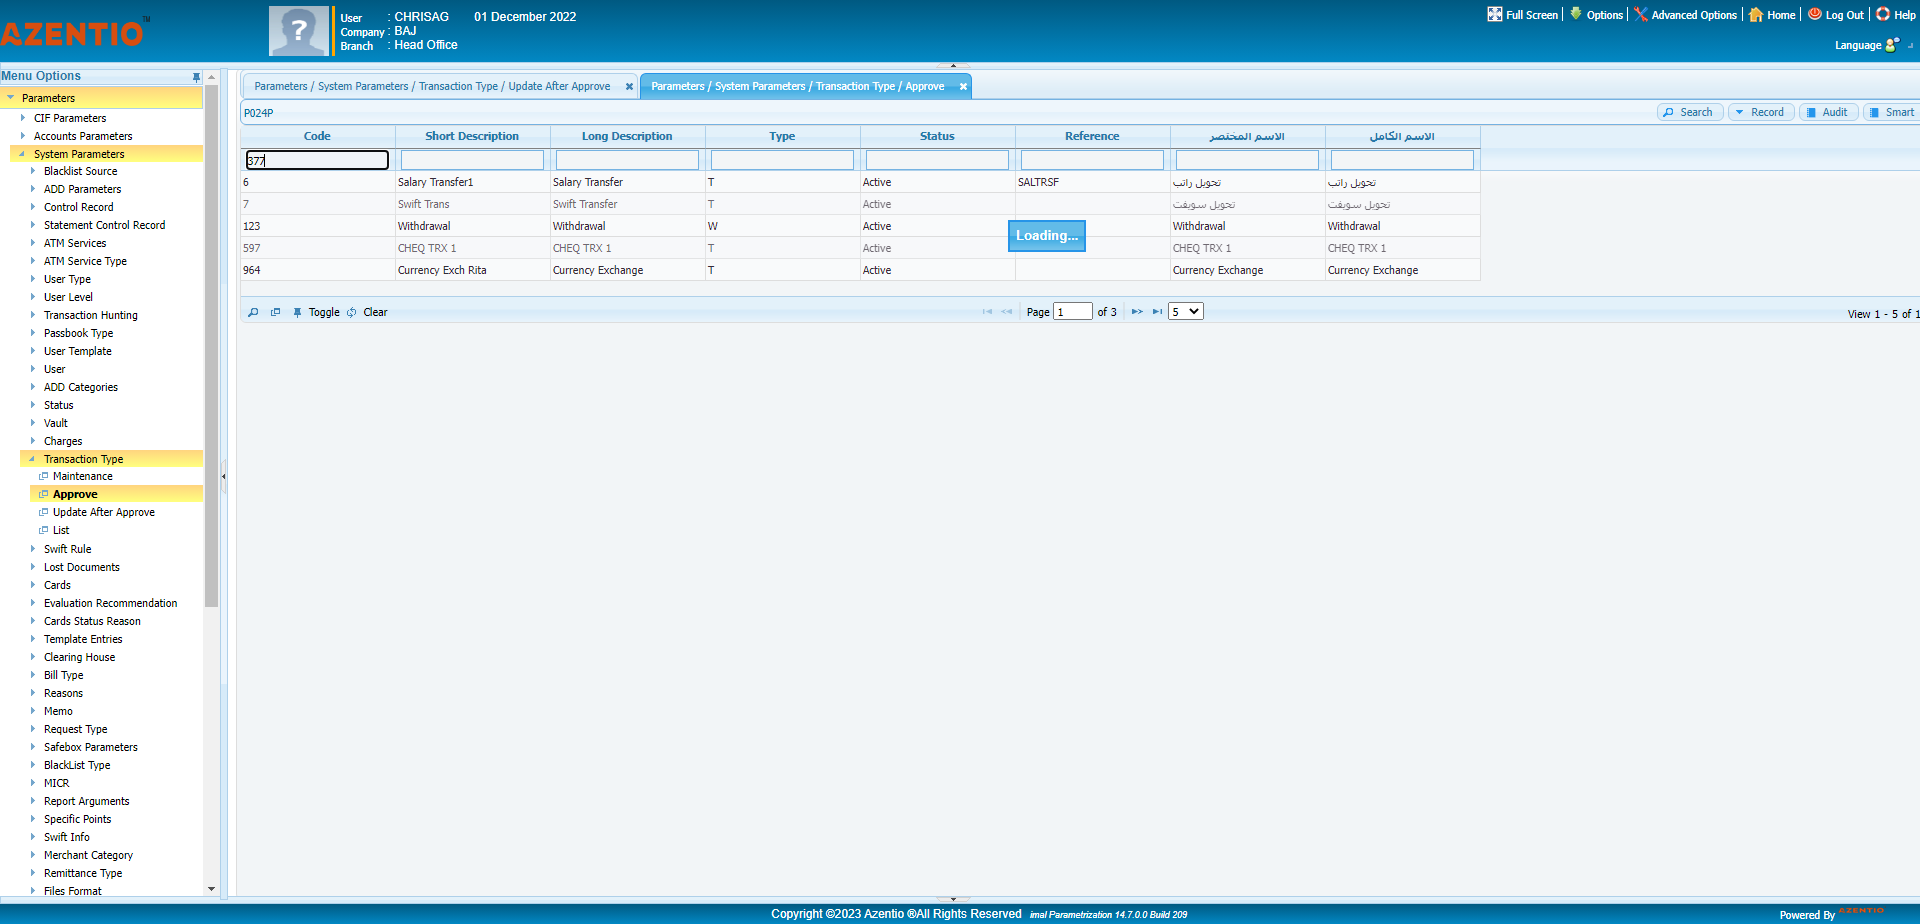 AZENTIO™
User : CHRISAG 01 December 2022
Company : BAJ
Branch : Head Office
Full Screen Options Advanced Options Home Log Out Help
Language
Menu Options
Parameters
CIF Parameters
Accounts Parameters
System Parameters
Blacklist Source
ADD Parameters
Control Record
Statement Control Record
ATM Services
ATM Service Type
User Type
User Level
Transaction Hunting
Passbook Type
User Template
User
ADD Categories
Status
Vault
Charges
Transaction Type
Maintenance
Approve
Update After Approve
List
Swift Rule
Lost Documents
Cards
Evaluation Recommendation
Cards Status Reason
Template Entries
Clearing House
Bill Type
Reasons
Memo
Request Type
Safebox Parameters
BlackList Type
MICR
Report Arguments
Specific Points
Swift Info
Merchant Category
Remittance Type
Files Format
Parameters / System Parameters / Transaction Type / Update After Approve
Parameters / System Parameters / Transaction Type / Approve
P024P
Search Record Audit Smart
Code Short Description Long Description Type Status Reference الاسم المختصر الاسم الكامل
377
6 Salary Transfer1 Salary Transfer T Active SALTRSF تحويل راتب تحويل راتب
7 Swift Trans Swift Transfer T Active تحويل سويفت تحويل سويفت
123 Withdrawal Withdrawal W Active Withdrawal Withdrawal
597 CHEQ TRX 1 CHEQ TRX 1 T Active CHEQ TRX 1 CHEQ TRX 1
964 Currency Exch Rita Currency Exchange T Active Currency Exchange Currency Exchange
Loading...
Toggle Clear
Page 1 of 3 5
View 1 - 5 of 1
Copyright ©2023 Azentio ®All Rights Reserved imal Parametrization 14.7.0.0 Build 209
Powered By AZENTIO